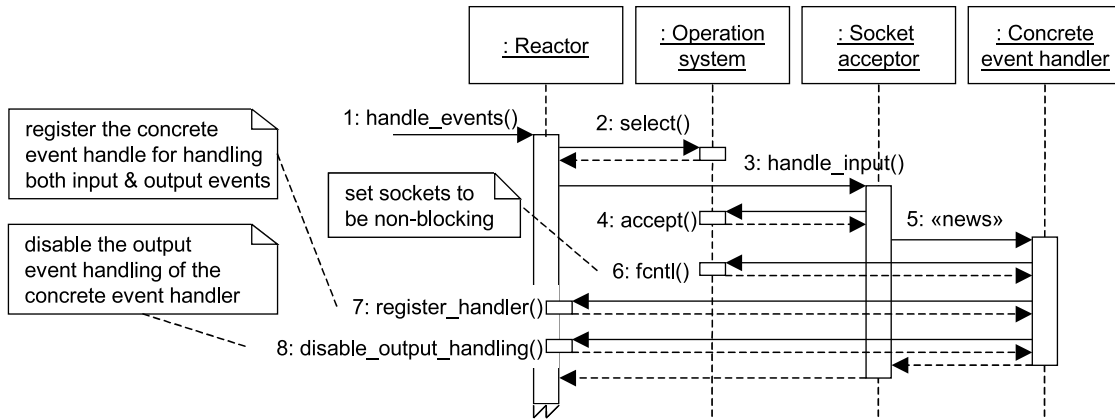 : Reactor
: Operation
system
: Socket
acceptor
: Concrete
event handler
register the concrete
event handle for handling
both input & output events
1: handle_events()
2: select()
3: handle_input()
set sockets to
be non-blocking
4: accept()
5: «news»
disable the output
event handling of the
concrete event handler
6: fcntl()
7: register_handler()
8: disable_output_handling()